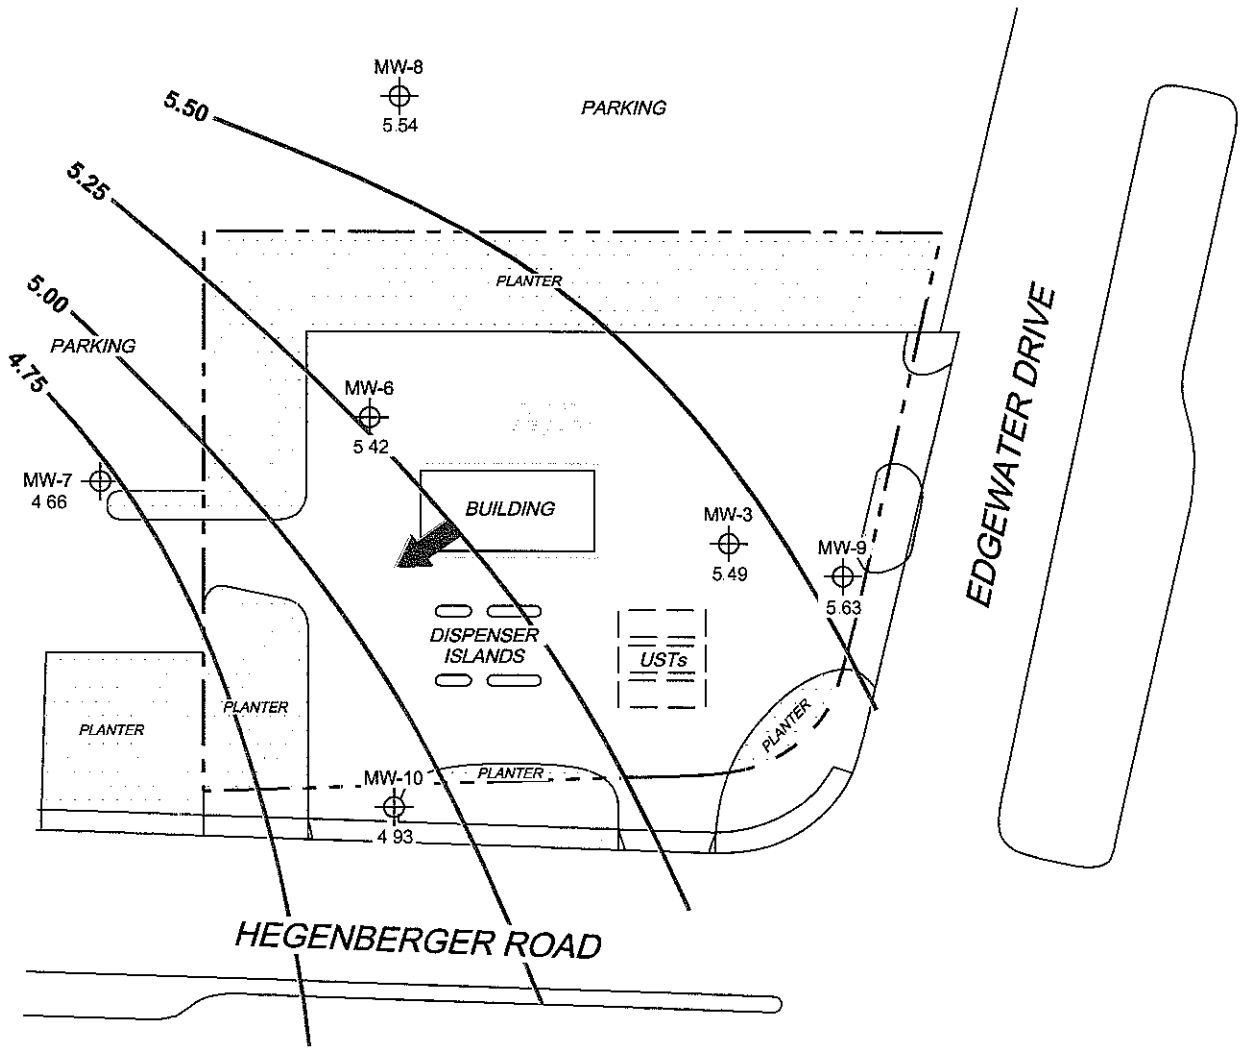 MW-8
5.54
PARKING
5.50
5.25
5.00
PARKING
4.75
PLANTER
MW-6
5 42
MW-7
4 66
BUILDING
MW-3
5.49
MW-9
5.63
EDGEWATER DRIVE
DISPENSER
ISLANDS
USTs
PLANTER
PLANTER
PLANTER
MW-10
4 93
PLANTER
HEGENBERGER ROAD